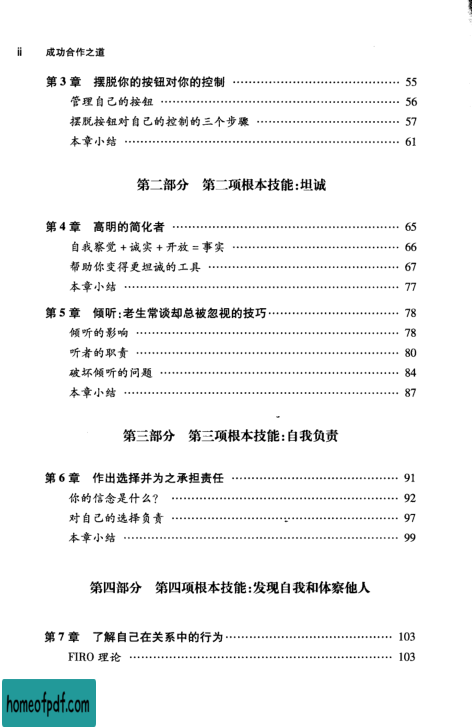 ii 成功合作之道
第3章 摆脱你的按钮对你的控制 …………………………………… 55
管理自己的按钮 …………………………………………………… 56
摆脱按钮对自己的控制的三个步骤 ……………………………… 57
本章小结 …………………………………………………………… 61
第二部分 第二项根本技能:坦诚
第4章 高明的简化者 ……………………………………………… 65
自我察觉+诚实+开放=事实 …………………………………… 66
帮助你变得更坦诚的工具 ………………………………………… 67
本章小结 …………………………………………………………… 77
第5章 倾听:老生常谈却总被忽视的技巧 ………………………… 78
倾听的影响 ………………………………………………………… 78
听者的职责 ………………………………………………………… 80
破坏倾听的问题 …………………………………………………… 84
本章小结 …………………………………………………………… 87
第三部分 第三项根本技能:自我负责
第6章 作出选择并为之承担责任 ………………………………… 91
你的信念是什么? ………………………………………………… 92
对自己的选择负责 ………………………………………………… 97
本章小结 …………………………………………………………… 99
第四部分 第四项根本技能:发现自我和体察他人
第7章 了解自己在关系中的行为 ………………………………… 103
FIRO 理论 ………………………………………………………… 103
homeofpdf.com